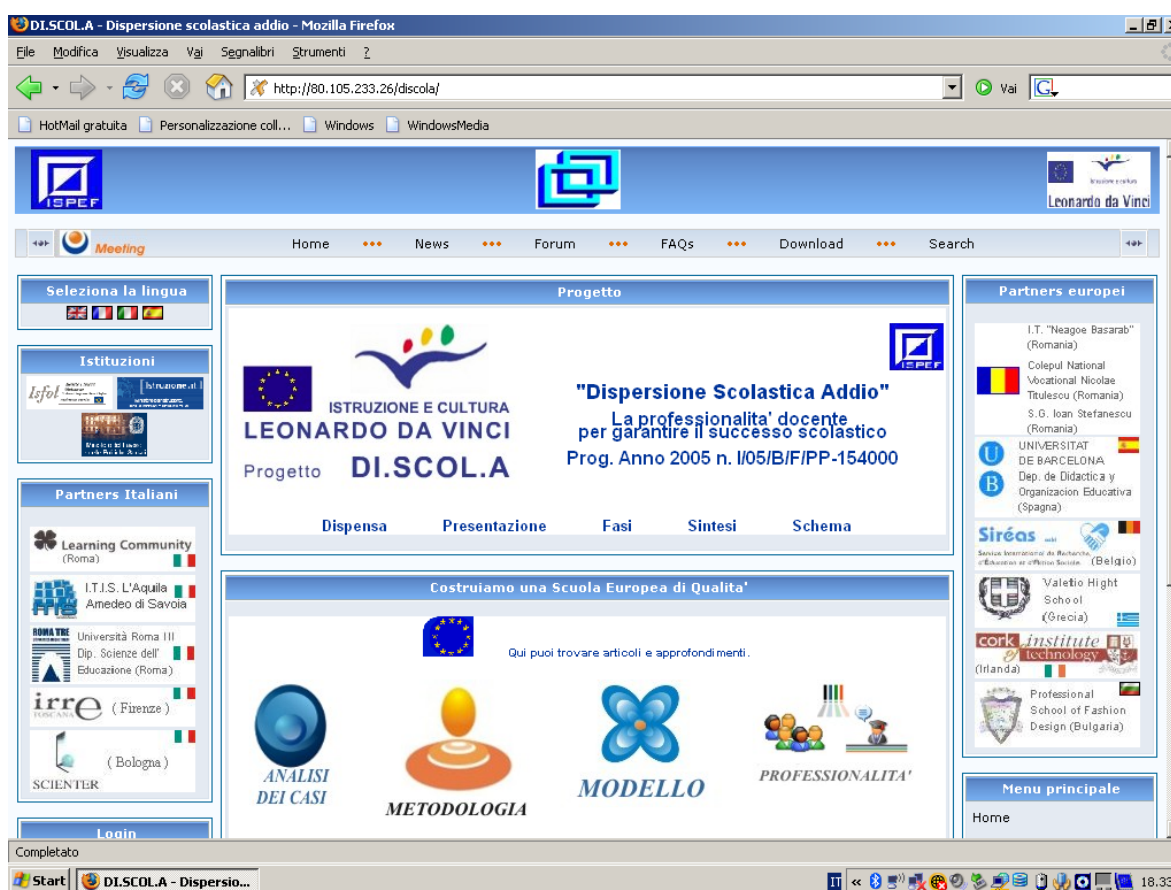 DI.SCOL.A - Dispersione scolastica addio - Mozilla Firefox
File Modifica Visualizza Vai Segnalibri Strumenti ?
http://80.105.233.26/discola/
Vai
HotMail gratuita Personalizzazione coll... Windows WindowsMedia
ISPEF
Leonardo da Vinci
Meeting
Home News Forum FAQs Download Search
Seleziona la lingua
Istituzioni
Isfol
Istruzione.it
Partners Italiani
Learning Community
(Roma)
I.T.I.S. L'Aquila
Amedeo di Savoia
ROMA TRE
Università Roma III
Dip. Scienze dell'
Educazione (Roma)
irre
TOSCANA
( Firenze )
( Bologna )
SCIENTER
Login
Progetto
ISTRUZIONE E CULTURA
LEONARDO DA VINCI
Progetto DI.SCOL.A
ISPEF
"Dispersione Scolastica Addio"
La professionalita' docente
per garantire il successo scolastico
Prog. Anno 2005 n. I/05/B/F/PP-154000
Dispensa Presentazione Fasi Sintesi Schema
Costruiamo una Scuola Europea di Qualita'
Qui puoi trovare articoli e approfondimenti.
ANALISI
DEI CASI
METODOLOGIA
MODELLO
PROFESSIONALITA'
Partners europei
I.T. "Neagoe Basarab"
(Romania)
Colepul National
Vocational Nicolae
Titulescu (Romania)
S.G. Ioan Stefanescu
(Romania)
U
B
UNIVERSITAT
DE BARCELONA
Dep. de Didactica y
Organizacion Educativa
(Spagna)
Siréas
(Belgio)
Valetio Hight
School
(Grecia)
cork institute
of technology
(Irlanda)
Professional
School of Fashion
Design (Bulgaria)
Menu principale
Home
Completato
Start
DI.SCOL.A - Dispersio...
IT
18.33